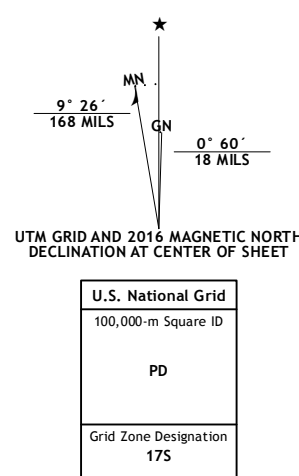 ★
MN
9° 26´
168 MILS
GN
0° 60´
18 MILS
UTM GRID AND 2016 MAGNETIC NORTH
DECLINATION AT CENTER OF SHEET
U.S. National Grid
100,000-m Square ID
PD
Grid Zone Designation
17S